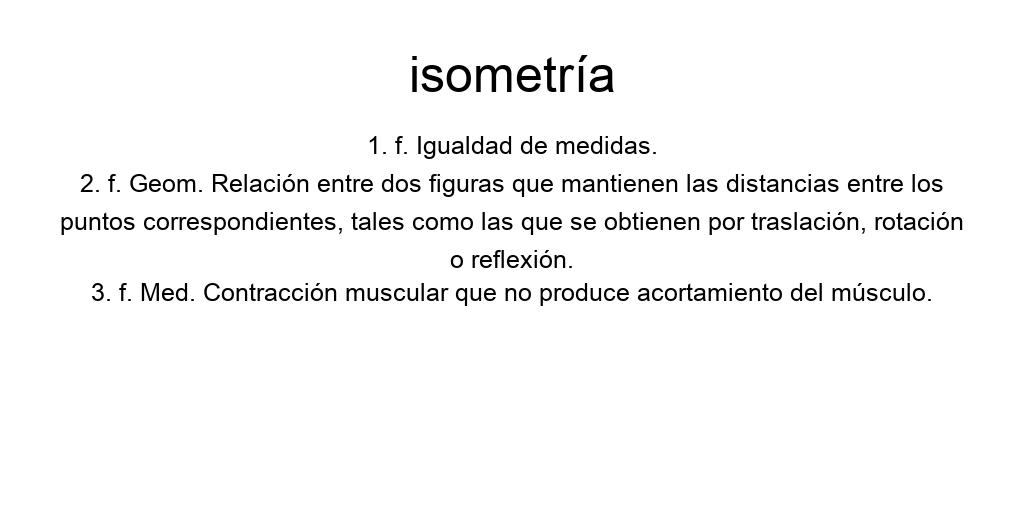 isometría
1. f. Igualdad de medidas.
2. f. Geom. Relación entre dos figuras que mantienen las distancias entre los
puntos correspondientes, tales como las que se obtienen por traslación, rotación
o reflexión.
3. f. Med. Contracción muscular que no produce acortamiento del músculo.